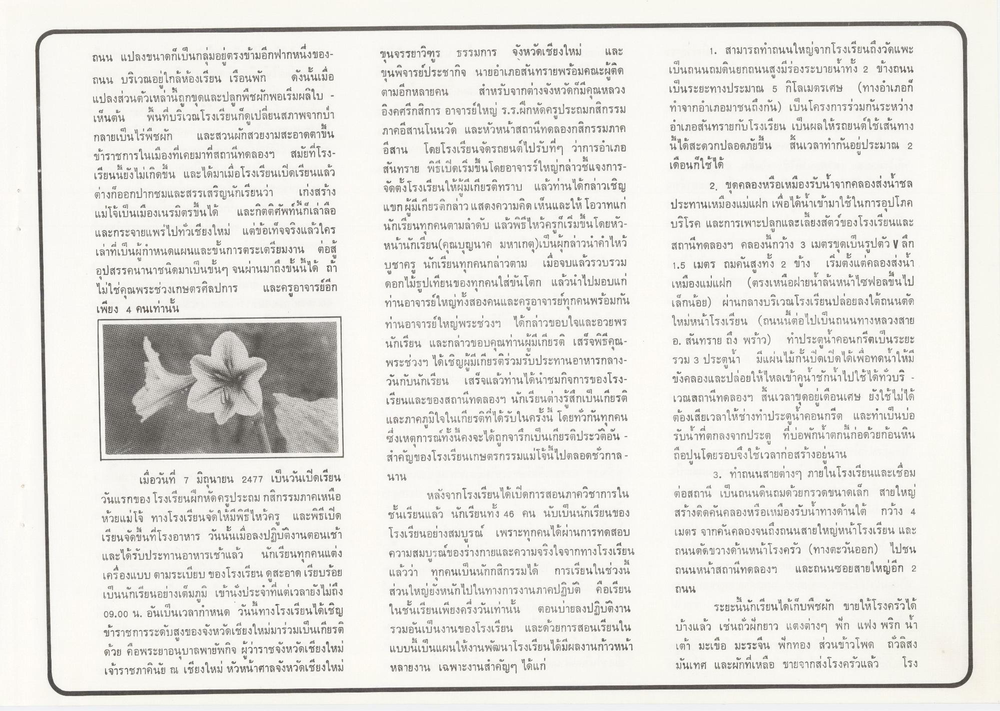 ถนน แปลงขนาดก็เป็นกลุ่มอยู่ตรงข้ามอีกฟากหนึ่งของ-
ถนน บริเวณอยู่ใกล้ห้องเรียน เรือนพัก ดังนั้นเมื่อ
แปลงส่วนตัวเหล่านี้ถูกขุดและปลูกพืชผักพอเริ่มผลิใบ -
เห็นต้น พื้นที่บริเวณโรงเรียนก็ดูเปลี่ยนสภาพจากป่า
กลายเป็นไร่พืชผัก และสวนผักสวยงามสะอาดตาขึ้น
ข้าราชการในเมืองที่เคยมาที่สถานีทดลองฯ สมัยที่โรง-
เรียนนี้ยังไม่เกิดขึ้น และได้มาเมื่อโรงเรียนเปิดเรียนแล้ว
ต่างก็ออกปากชมและสรรเสริญนักเรียนว่า เก่งสร้าง
แม่โจ้เป็นเมืองเนรมิตรขึ้นได้ และกิตติศัพท์นี้ก็เล่าลือ
และกระจายแพร่ไปทั่วเชียงใหม่ แต่ข้อเท็จจริงแล้วใคร
เล่าที่เป็นผู้กำหนดแผนและขั้นการตระเตรียมงาน ต่อสู้
อุปสรรคนานาชนิดมาเป็นขั้นๆ จนผ่านมาถึงขั้นนี้ได้ ถ้า
ไม่ใช่คุณพระช่วงเกษตรศิลปการ และครูอาจารย์อีก
เพียง 4 คนเท่านั้น
เมื่อวันที่ 7 มิถุนายน 2477 เป็นวันเปิดเรียน
วันแรกของ โรงเรียนฝึกหัดครูประถม กสิกรรมภาคเหนือ
ห้วยแม่โจ้ ทางโรงเรียนจัดให้มีพิธีไหว้ครู และพิธีเปิด
เรียนจัดขึ้นที่โรงอาหาร วันนั้นเมื่อลงปฏิบัติงานตอนเช้า
และได้รับประทานอาหารเช้าแล้ว นักเรียนทุกคนแต่ง
เครื่องแบบ ตามระเบียบ ของโรงเรียน ดูสะอาด เรียบร้อย
เป็นนักเรียนอย่างเต็มภูมิ เข้านั่งประจำที่แต่เวลายังไม่ถึง
09.00 น. อันเป็นเวลากำหนด วันนี้ทางโรงเรียนได้เชิญ
ข้าราชการระดับสูงของจังหวัดเชียงใหม่มาร่วมเป็นเกียรติ
ด้วย คือพระยาอนุบาลพายัพกิจ ผู้ว่าราชจังหวัดเชียงใหม่
เจ้าราชภาคินัย ณ เชียงใหม่ หัวหน้าศาลจังหวัดเชียงใหม่
ขุนจรรยาวิฑูร ธรรมการ จังหวัดเชียงใหม่ และ
ขุนพิจารย์ประชากิจ นายอำเภอสันทรายพร้อมคณะผู้ติด
ตามอีกหลายคน สำหรับจากต่างจังหวัดก็มีคุณหลวง
อิงคศรีกสิการ อาจารย์ใหญ่ ร.ร.ฝึกหัดครูประถมกสิกรรม
ภาคอีสานโนนวัด และหัวหน้าสถานีทดลองกสิกรรมภาค
อีสาน โดยโรงเรียนจัดรถยนต์ไปรับที่ๆ ว่าการอำเภอ
สันทราย พิธีเปิดเริ่มขึ้นโดยอาจารร์ใหญ่กล่าวชี้แจงการ-
จัดตั้งโรงเรียนให้ผู้มีเกียรติทราบ แล้วท่านได้กล่าวเชิญ
แขก ผู้มีเกียรติกล่าว แสดงความคิด เห็นและให้ โอวาทแก่
นักเรียนทุกคนตามลำดับ แล้วพิธีไหว้ครูก็เริ่มขึ้นโดยหัว-
หน้านักเรียน(คุณบุญนาค มหาเกตุ)เป็นผุ้กล่าวนำคำไหว้
บูชาครู นักเรียนทุกคนกล่าวตาม เมื่อจบแล้วรวบรวม
ดอกไม้ธูปเทียนของทุกคนใส่ขันโตก แล้วนำไปมอบแก่
ท่านอาจารย์ใหญ่ทั้งสองคนและครูอาจารย์ทุกคนพร้อมกัน
ท่านอาจารย์ใหญ่พระช่วงฯ ได้กล่าวขอบใจและอวยพร
นักเรียน และกล่าวขอบคุณท่านผู้มีเกียรติ เสร็จพิธีคุณ-
พระช่วงฯ ได้เชิญผู้มีเกียรติร่วมรับประทานอาหารกลาง-
วันกับนักเรียน เสร็จแล้วท่านได้นำชมกิจการของโรง-
เรียนและของสถานีทดลองฯ นักเรียนต่างรู้สึกเป็นเกียรติ
และภาคภูมิใจในเกียรติที่ได้รับในครั้งนี้ โดยทั่วกันทุกคน
ซึ่งเหตุการณ์ทั้งนี้คงจะได้ถูกจารึกเป็นเกียรติประวัติอัน -
สำคัญของโรงเรียนเกษตรกรรมแม่โจ้นี้ไปตลอดชั่วกาล -
นาน
หลังจากโรงเรียนได้เปิดการสอนภาควิชาการใน
ชั้นเรียนแล้ว นักเรียนทั้ง 46 คน นับเป็นนักเรียนของ
โรงเรียนอย่างสมบูรณ์ เพราะทุกคนได้ผ่านการทดสอบ
ความสมบูรณ์ของร่างกายและความจริงใจจากทางโรงเรียน
แล้วว่า ทุกคนเป็นนักกสิกรรมได้ การเรียนในช่วงนี้
ส่วนใหญ่ยังหนักไปในทางการงานภาคปฏิบัติ คือเรียน
ในชั้นเรียนเพียงครึ่งวันเท่านั้น ตอนบ่ายลงปฏิบัติงาน
รวมอันเป็นงานของโรงเรียน และด้วยการสอนเรียนใน
แบบนี้เป็นแผนให้งานพัฒนาโรงเรียนได้มีผลงานก้าวหน้า
หลายงาน เฉพาะงานสำคัญๆ ได้แก่
1. สามารถทำถนนใหญ่จากโรงเรียนถึงวัดแพะ
เป็นถนนถมดินยกถนนสูงมีร่องระบายน้ำทั้ง 2 ข้างถนน
เป็นระยะทางประมาณ 5 กิโลเมตรเศษ (ทางอำเภอก็
ทำจากอำเภอมาชนถึงกัน) เป็นโครงการร่วมกันระหว่าง
อำเภอสันทรายกับโรงเรียน เป็นผลให้รถยนต์ใช้เส้นทาง
นี้ได้สะดวกปลอดภัยขึ้น สิ้นเวลาทำกันอยู่ประมาณ 2
เดือนก็ใช้ได้
2. ขุดคลองหรือเหมืองรับน้ำจากคลองส่งน้ำชล
ประทานเหมืองแม่แฝก เพื่อได้น้ำเข้ามาใช้ในการอุปโภค
บริโรค และการเพาะปลูกและเลี้ยงสัตว์ของโรงเรียนและ
สถานีทดลองฯ คลองนี้กว้าง 3 เมตรขุดเป็นรูปตัว V ลึก
1.5 เมตร ถมคันสูงทั้ง 2 ข้าง เริ่มตั้งแต่คลองส่งน้ำ
เหมืองแม่แฝก (ตรงเหนือฝายน้ำล้นหน้าไซฟอลขึ้นไป
เล็กน้อย) ผ่านกลางบริเวณโรงเรียนปล่อยลงใต้ถนนตัด
ใหม่หน้าโรงเรียน (ถนนนี้ต่อไปเป็นถนนทางหลวงสาย
อ. สันทราย ถึง พร้าว) ทำประตูน้ำคอนกรีตเป็นระยะ
รวม 3 ประตูน้ำ มีแผ่นไม้กั้นปิดเปิดได้เพื่อทดน้ำให้มี
ขังคลองและปล่อยให้ไหลเข้าคูน้ำชักน้ำไปใช้ได้ทั่วบริ -
เวณสถานีทดลองฯ สิ้นเวลาขุดอยู่เดือนเศษ ยังใช้ไม่ได้
ต้องเสียเวลาให้ช่างทำประตูน้ำคอนกรีต และทำเป็นบ่อ
รับน้ำที่ตกลงจากประตู ที่บ่อพักน้ำตกนี้ก่อด้วยก้อนหิน
ถือปูนโดยรอบจึงใช้เวลาก่อสร้างอยู่นาน
3. ทำถนนสายต่างๆ ภายในโรงเรียนและเชื่อม
ต่อสถานี เป็นถนนดินถมด้วยกรวดขนาดเล็ก สายใหญ่
สร้างติดคันคลองหรือเหมืองรับน้ำทางด้านใต้ กว้าง 4
เมตร จากคันคลองจนถึงถนนสายใหญ่หน้าโรงเรียน และ
ถนนตัดขวางด้านหน้าโรงครัว (ทางตะวันออก) ไปชน
ถนนหน้าสถานีทดลองฯ และถนนซอยสายใหญ่อีก 2
ถนน
ระยะนี้นักเรียนได้เก็บพืชผัก ขายให้โรงครัวได้
บ้างแล้ว เช่นถั่วฝักยาว แตงต่างๆ ฟัก แฟง พริก น้ำ
เต้า มะเขือ มะระจีน ฟักทอง ส่วนข้าวโพด ถั่วลิสง
มันเทศ และผักที่เหลือ ขายจากส่งโรงครัวแล้ว โรง